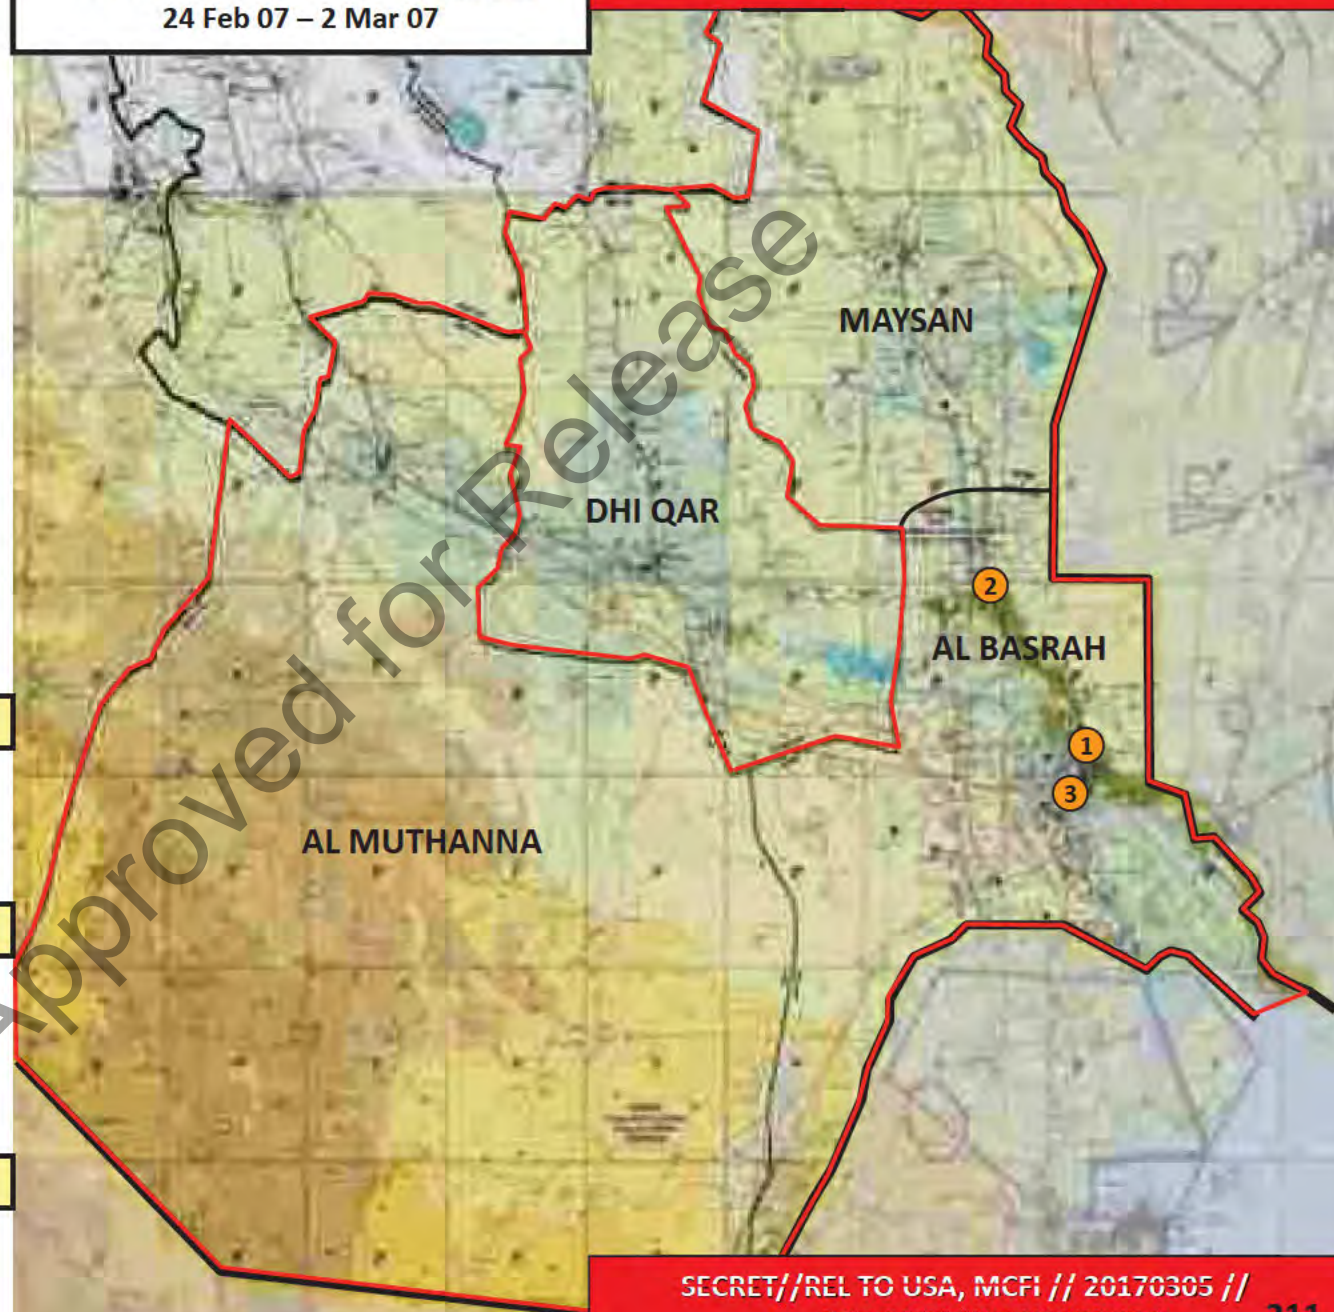 24 Feb 07 – 2 Mar 07
MAYSAN
DHI QAR
2
AL BASRAH
1
3
AL MUTHANNA
Approved for Release
SECRET//REL TO USA, MCFI // 20170305 //